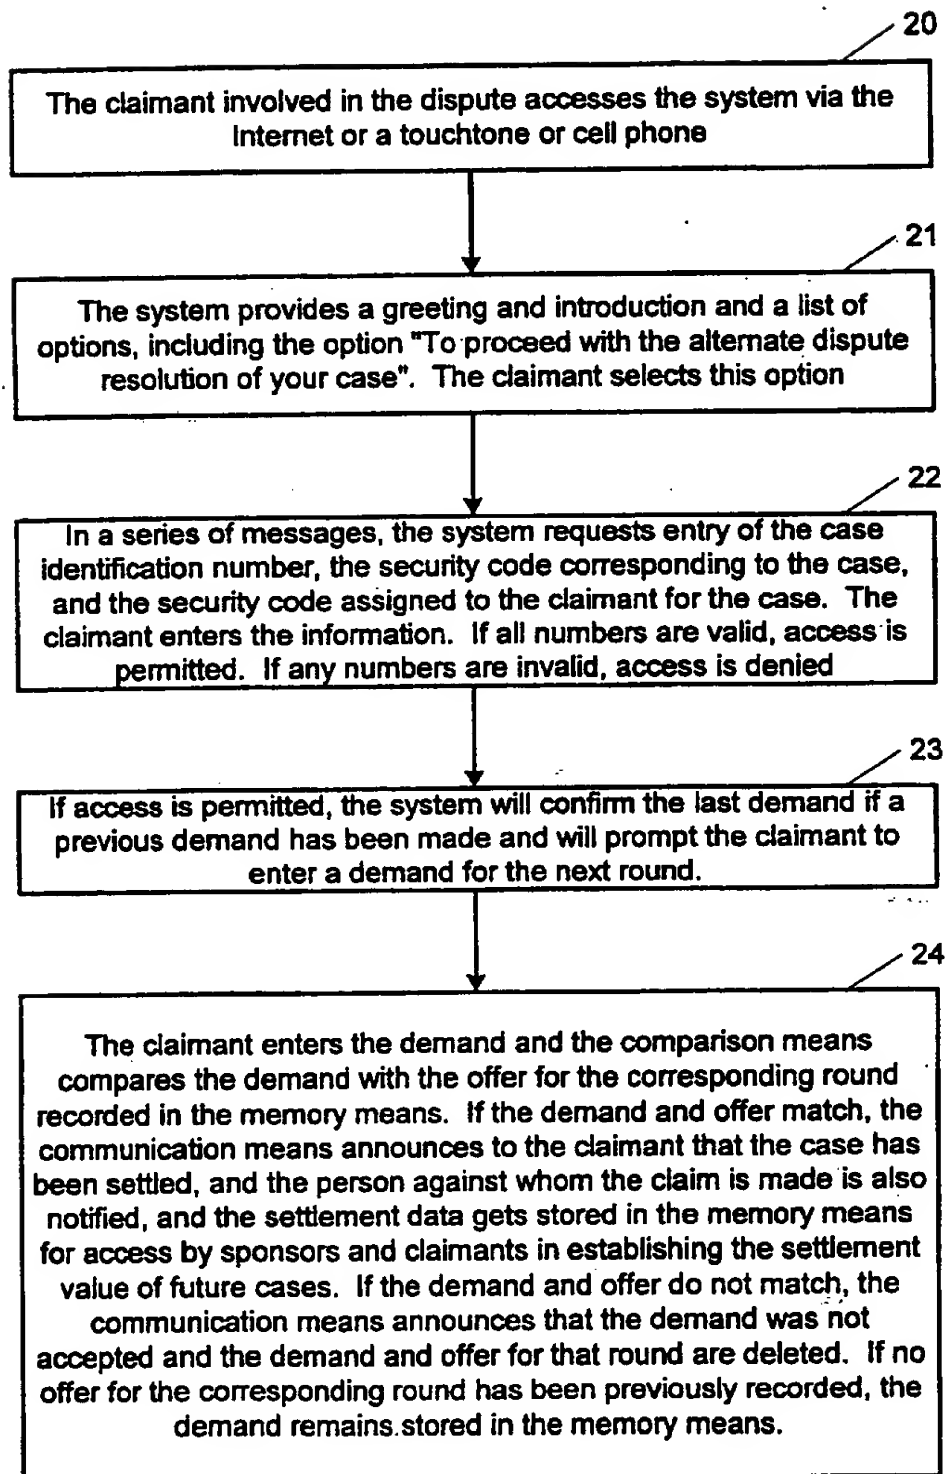 20
The claimant involved in the dispute accesses the system via the
Internet or a touchtone or cell phone
21
The system provides a greeting and introduction and a list of
options, including the option "To proceed with the alternate dispute
resolution of your case". The claimant selects this option
22
In a series of messages, the system requests entry of the case
identification number, the security code corresponding to the case,
and the security code assigned to the claimant for the case. The
claimant enters the information. If all numbers are valid, access is
permitted. If any numbers are invalid, access is denied
23
If access is permitted, the system will confirm the last demand if a
previous demand has been made and will prompt the claimant to
enter a demand for the next round.
24
The claimant enters the demand and the comparison means
compares the demand with the offer for the corresponding round
recorded in the memory means. If the demand and offer match, the
communication means announces to the claimant that the case has
been settled, and the person against whom the claim is made is also
notified, and the settlement data gets stored in the memory means
for access by sponsors and claimants in establishing the settlement
value of future cases. If the demand and offer do not match, the
communication means announces that the demand was not
accepted and the demand and offer for that round are deleted. If no
offer for the corresponding round has been previously recorded, the
demand remains stored in the memory means.